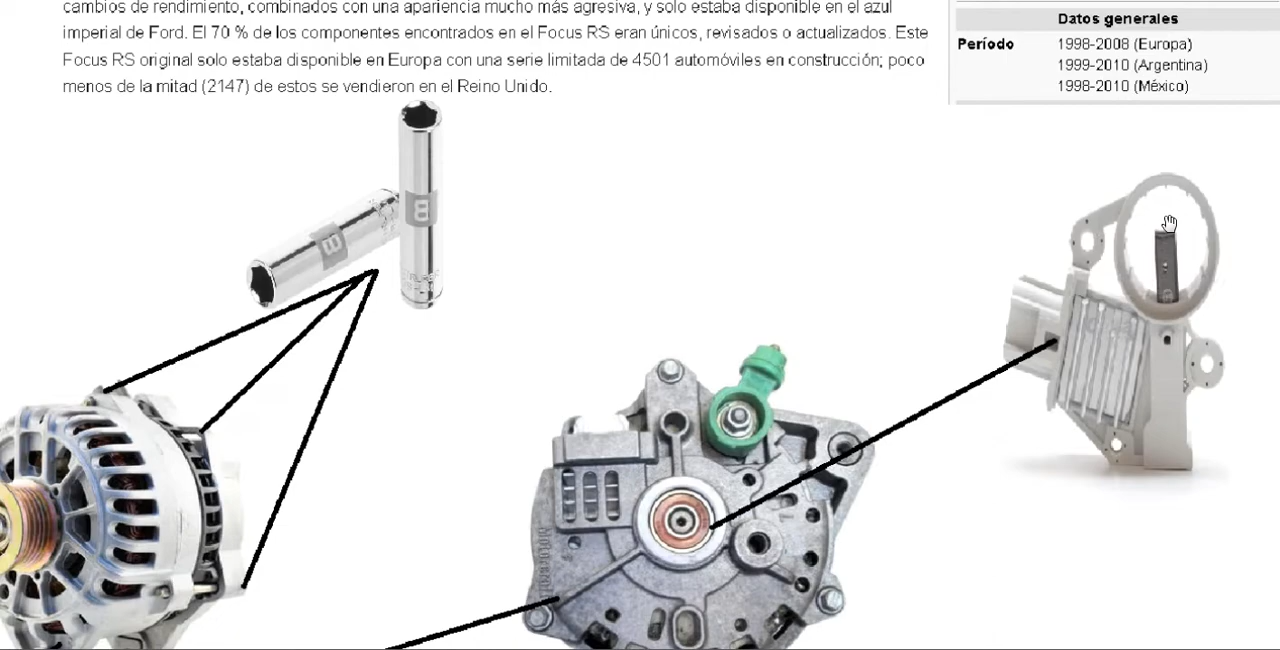 cambios de rendimiento, combinados con una apariencia mucho más agresiva, y solo estaba disponible en el azul
imperial de Ford. El 70 % de los componentes encontrados en el Focus RS eran únicos, revisados o actualizados. Este
Focus RS original solo estaba disponible en Europa con una serie limitada de 4501 automóviles en construcción; poco
menos de la mitad (2147) de estos se vendieron en el Reino Unido.
Datos generales
Período
1998-2008 (Europa)
1999-2010 (Argentina)
1998-2010 (México)
8
8